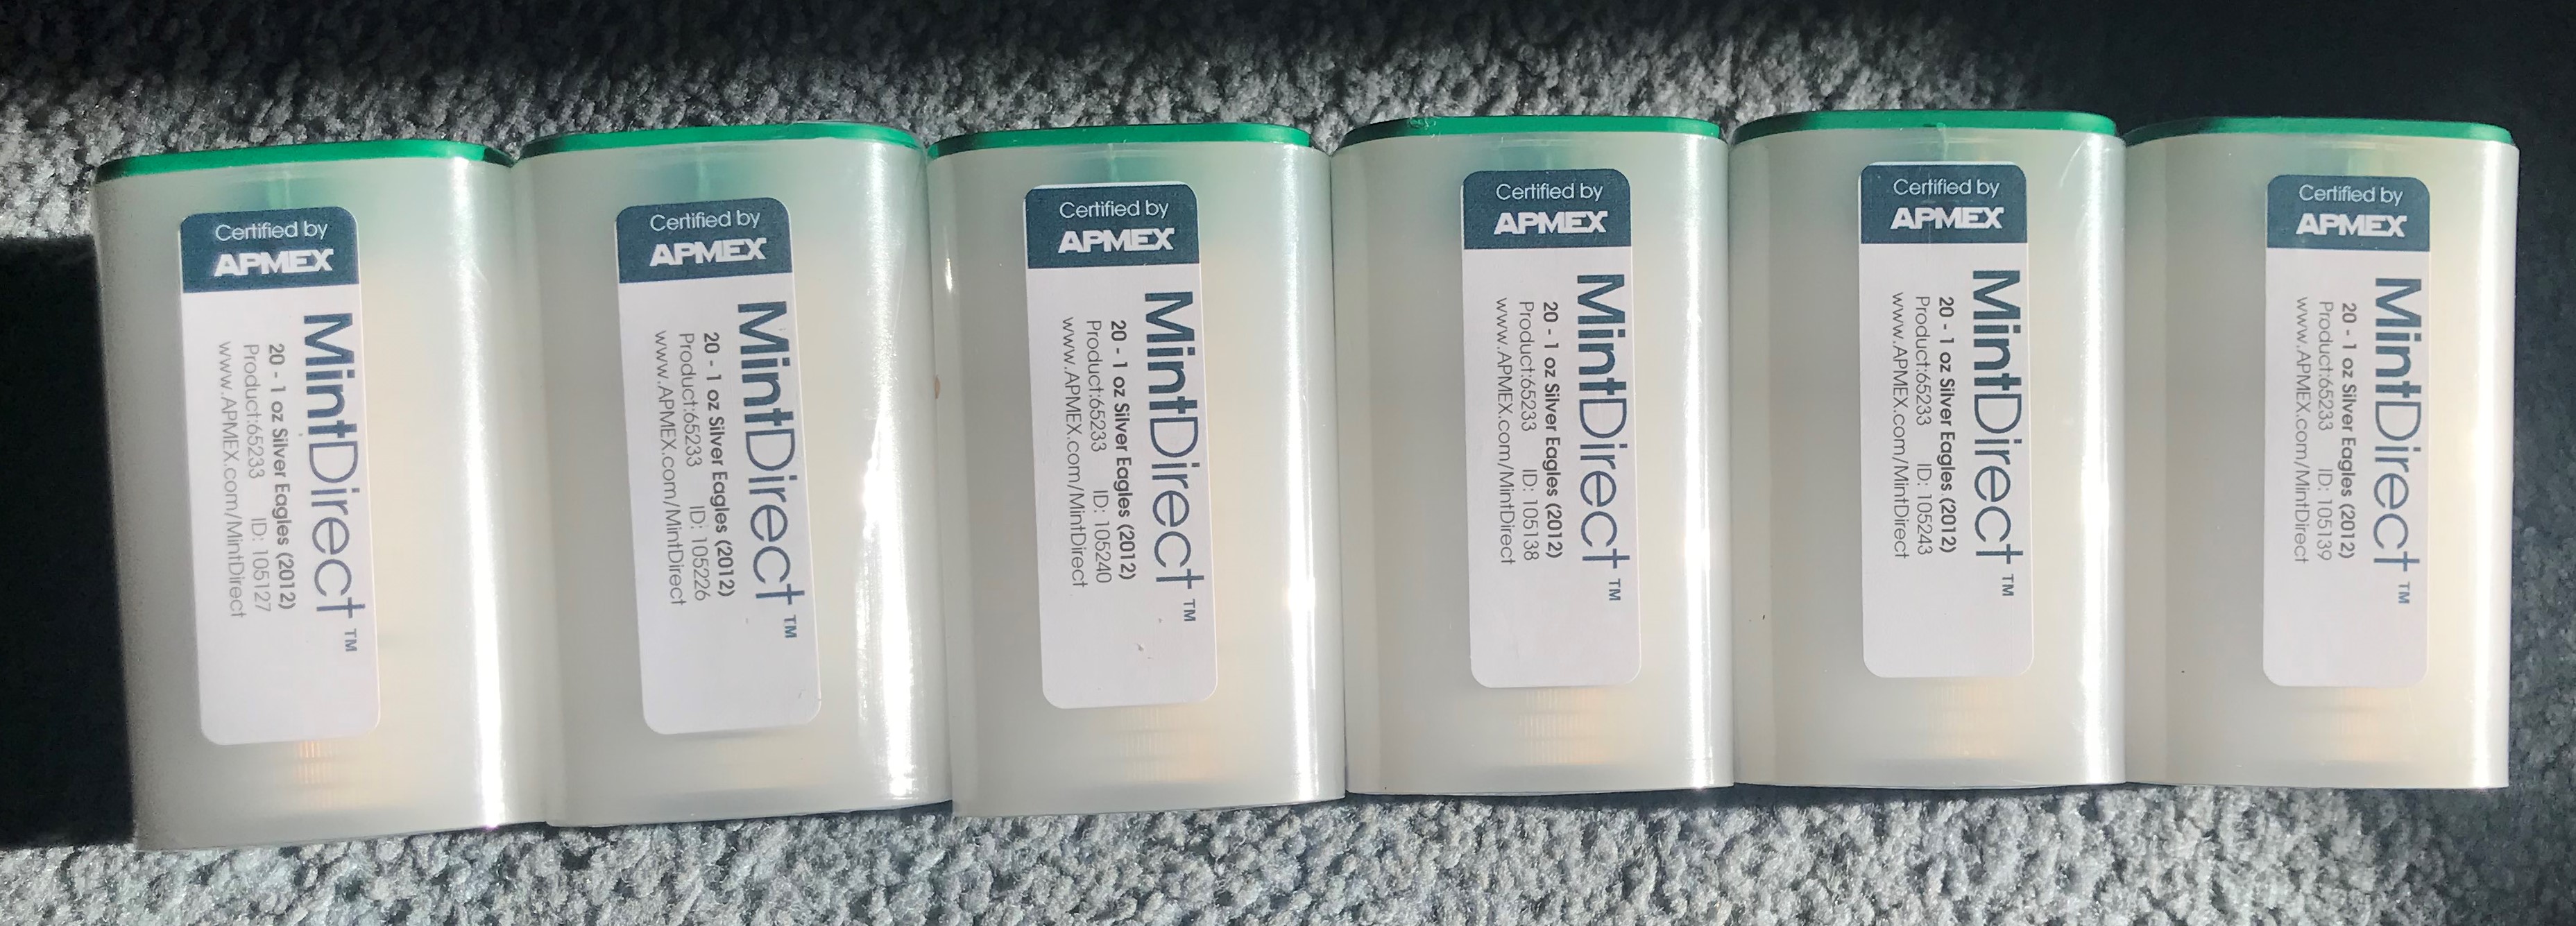 Certified by
APMEX
MintDirect™
20 - 1 oz Silver Eagles (2012)
Product:65233 ID: 105127
www.APMEX.com/MintDirect
Certified by
APMEX
MintDirect™
20 - 1 oz Silver Eagles (2012)
Product:65233 ID: 105226
www.APMEX.com/MintDirect
Certified by
APMEX
MintDirect™
20 - 1 oz Silver Eagles (2012)
Product:65233 ID: 105240
www.APMEX.com/MintDirect
Certified by
APMEX
MintDirect™
20 - 1 oz Silver Eagles (2012)
Product:65233 ID: 105138
www.APMEX.com/MintDirect
Certified by
APMEX
MintDirect™
20 - 1 oz Silver Eagles (2012)
Product:65233 ID: 105243
www.APMEX.com/MintDirect
Certified by
APMEX
MintDirect™
20 - 1 oz Silver Eagles (2012)
Product:65233 ID: 105139
www.APMEX.com/MintDirect